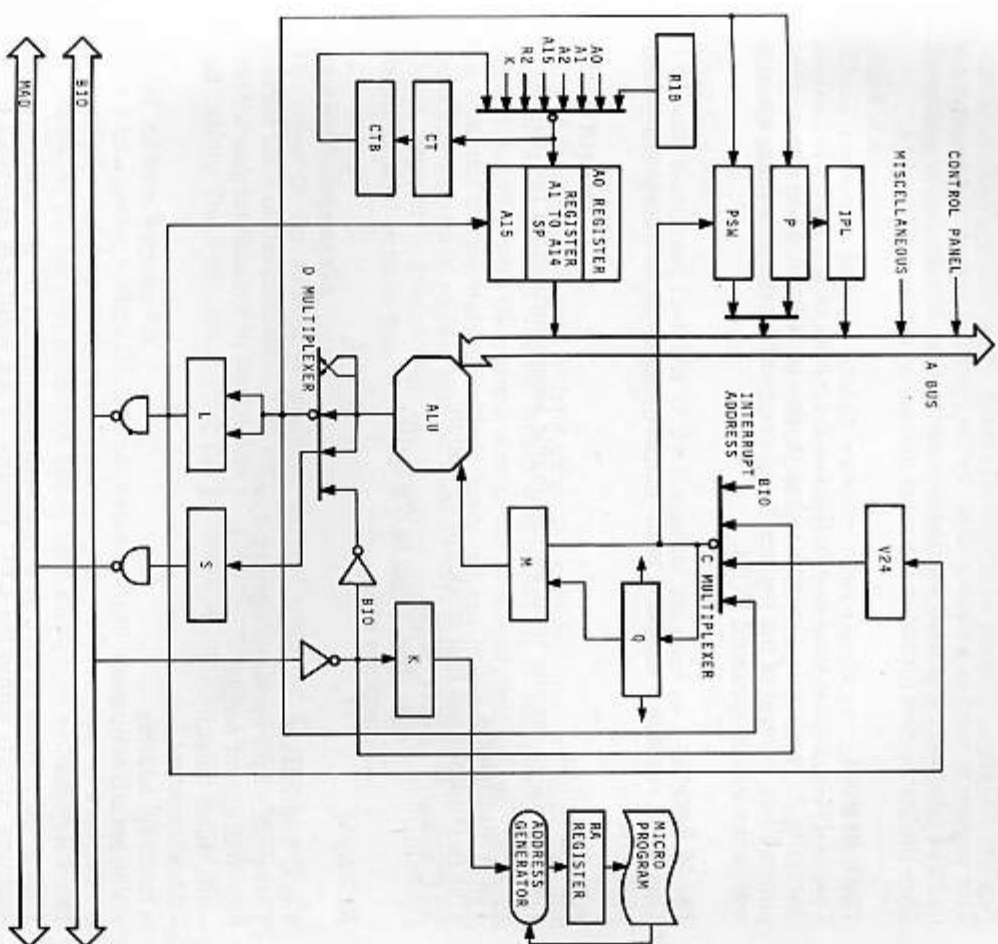 CONTROL PANEL
MISCELLANEOUS
A BUS
IPL
P
PSW
R1B
A0
A1
A2
A15
R2
K
CT
CTB
A0 REGISTER
REGISTER
A1 TO A14
SP
A15
V24
INTERRUPT
ADDRESS
BIO
C MULTIPLEXER
Q
M
ALU
D MULTIPLEXER
BIO
L
S
K
MICRO
PROGRAM
RA
REGISTER
ADDRESS
GENERATOR
BIO
MAD